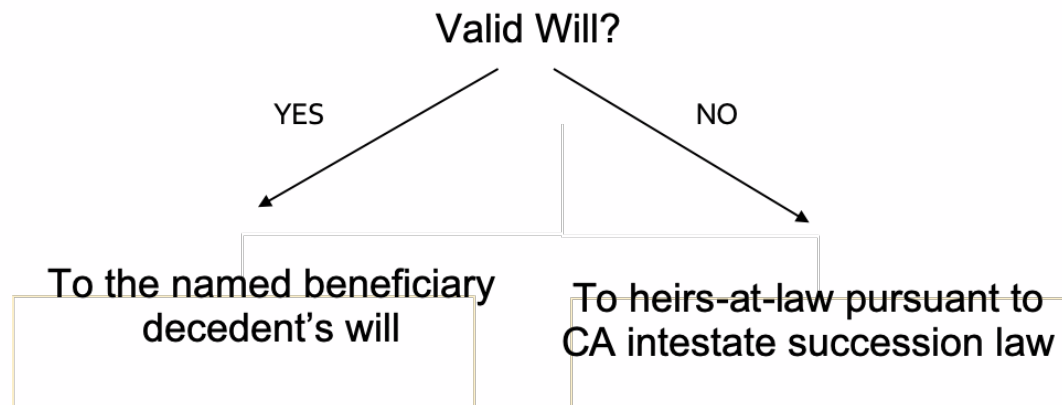 Valid Will?
YES
NO
To the named beneficiary
decedent’s will
To heirs-at-law pursuant to
CA intestate succession law